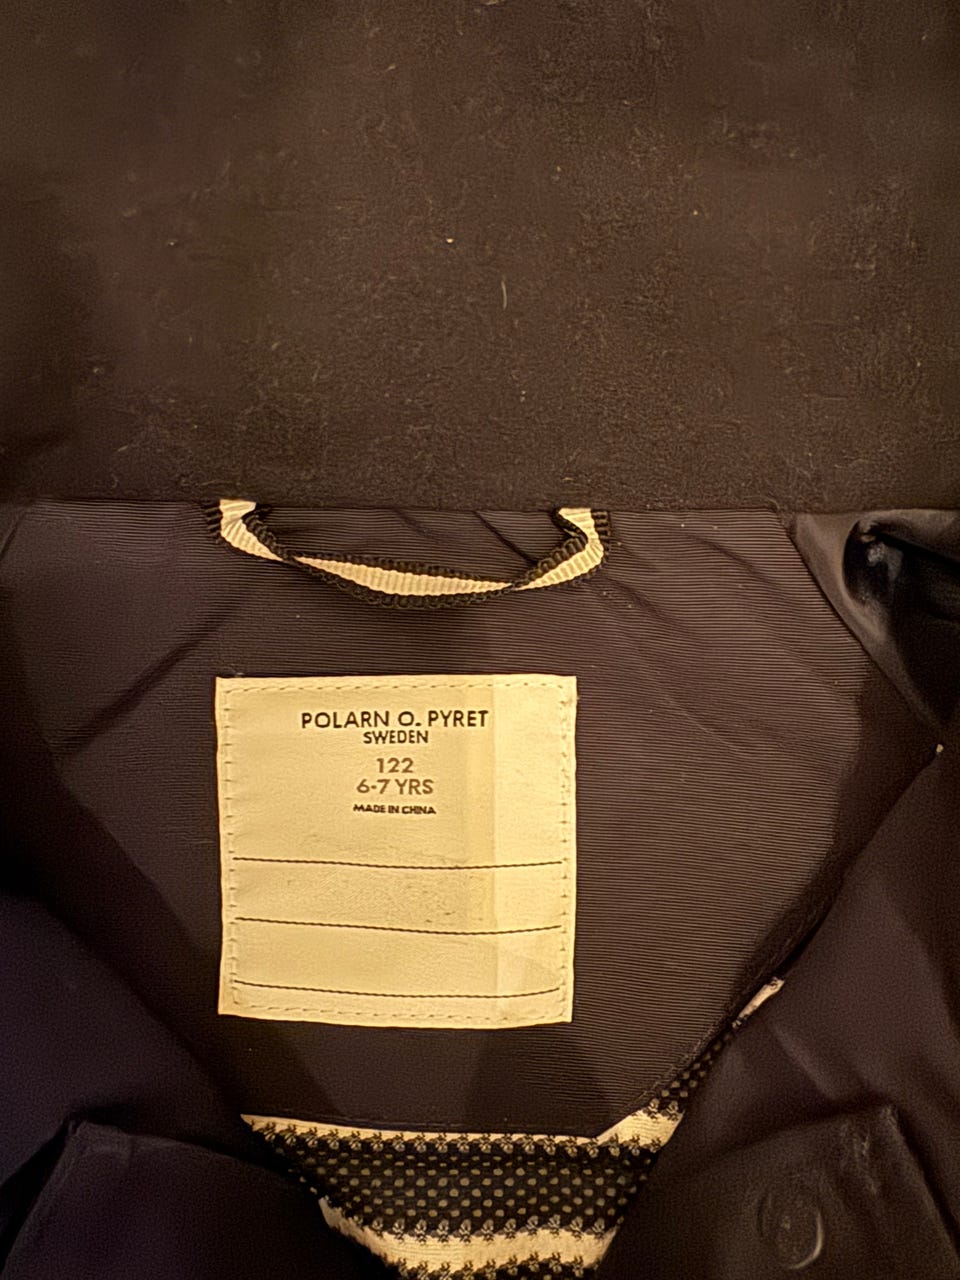 POLARN O. PYRET
SWEDEN
122
6-7 YRS
MADE IN CHINA